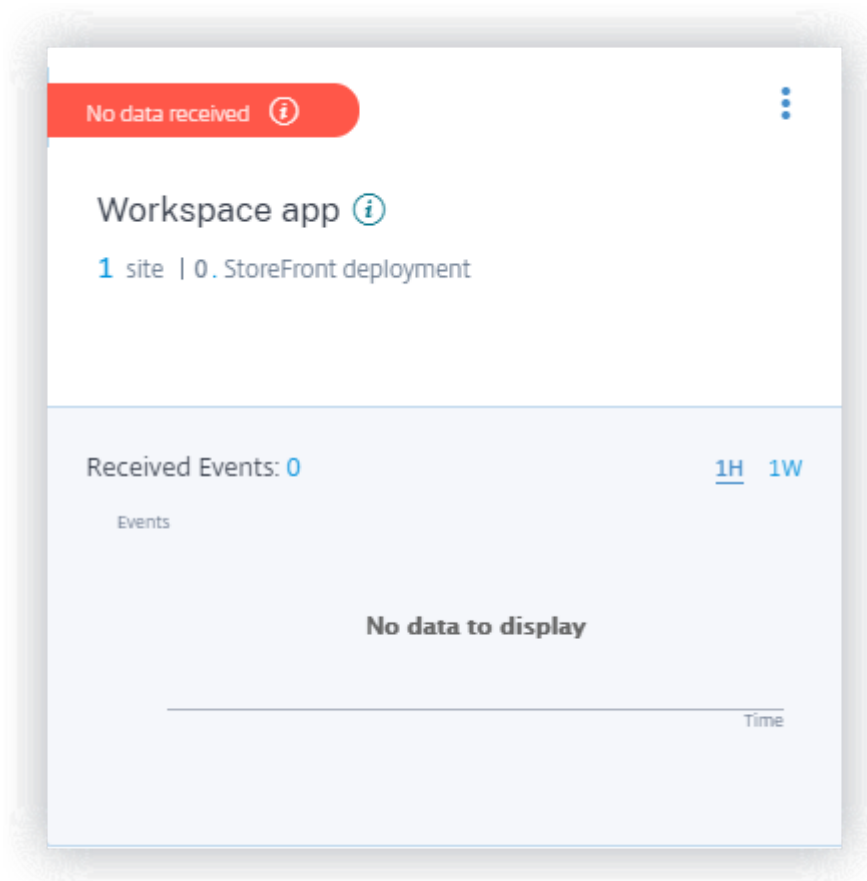 No data received
Workspace app
1 site | 0. StoreFront deployment
Received Events: 0 1H 1W
Events
No data to display
Time